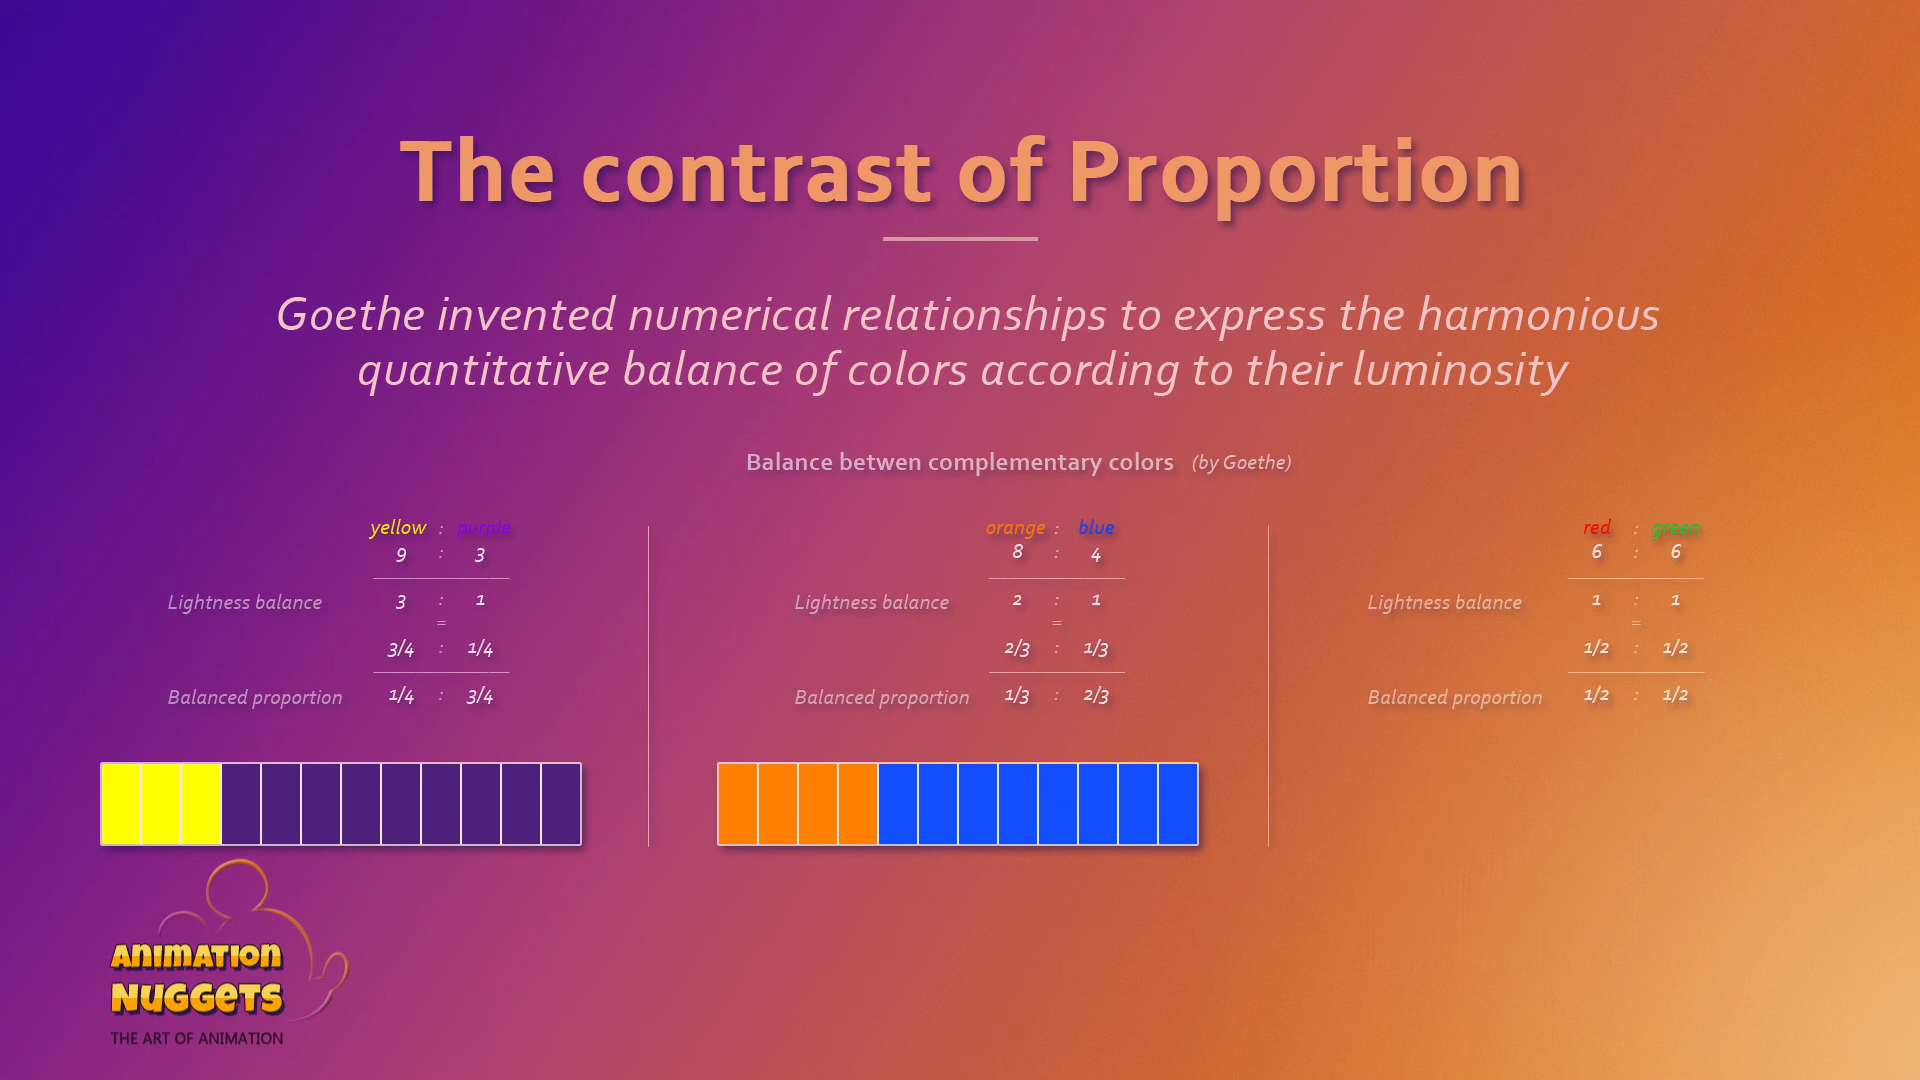 The contrast of Proportion
Goethe invented numerical relationships to express the harmonious
quantitative balance of colors according to their luminosity
Balance betwen complementary colors (by Goethe)
yellow : purple
9 : 3
Lightness balance 3 : 1
=
3/4 : 1/4
Balanced proportion 1/4 : 3/4
orange : blue
8 : 4
Lightness balance 2 : 1
=
2/3 : 1/3
Balanced proportion 1/3 : 2/3
red : green
6 : 6
Lightness balance 1 : 1
=
1/2 : 1/2
Balanced proportion 1/2 : 1/2
ANIMATION
NUGGETS
THE ART OF ANIMATION